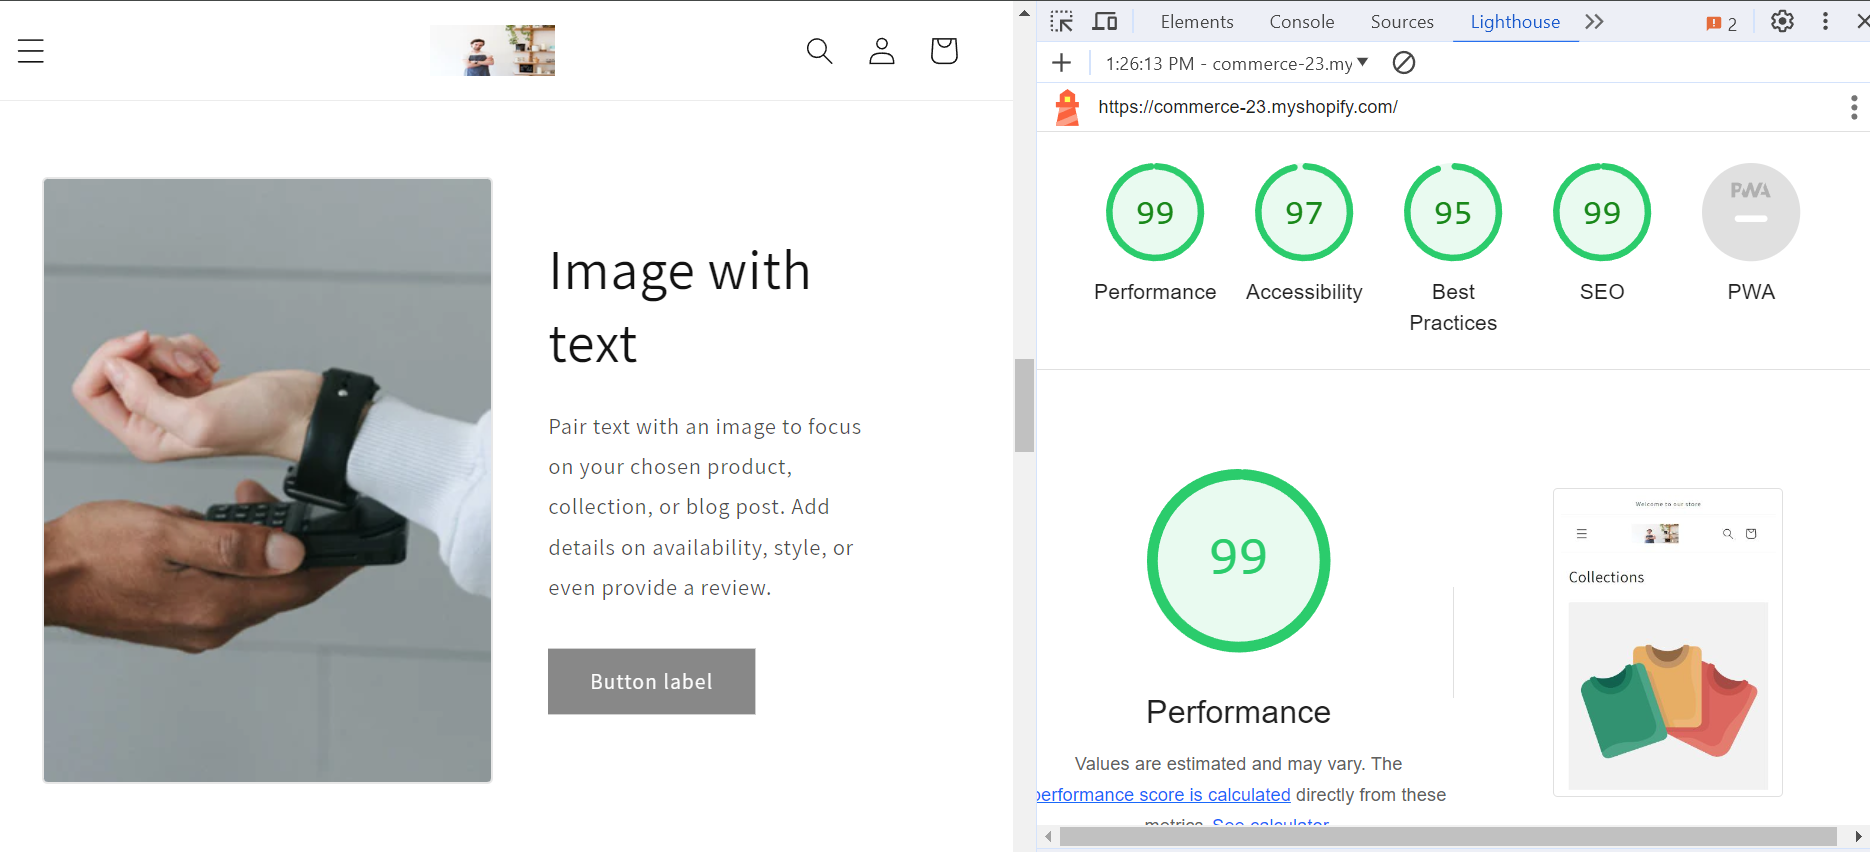 Image with
text
Pair text with an image to focus
on your chosen product,
collection, or blog post. Add
details on availability, style, or
even provide a review.
Button label
Elements Console Sources Lighthouse 2
1:26:13 PM - commerce-23.my
https://commerce-23.myshopify.com/
99 97 95 99 PWA
Performance Accessibility Best Practices SEO PWA
99
Performance
Values are estimated and may vary. The
performance score is calculated directly from these
metrics. See calculator.
Welcome to our store
Collections